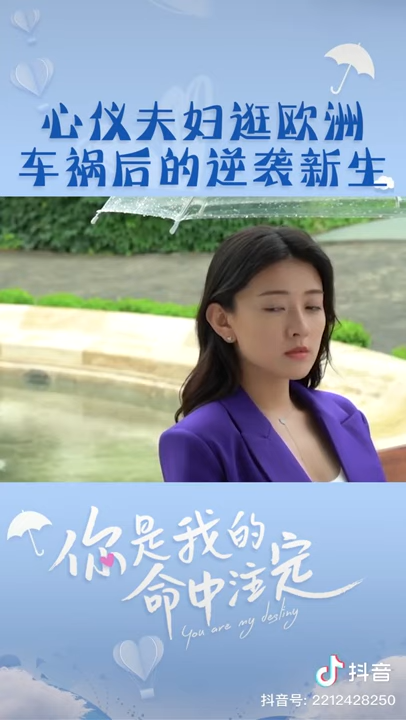 心仪夫妇逛欧洲
车祸后的逆袭新生
你是我的
命中注定
You are my destiny
抖音
抖音号: 2212428250